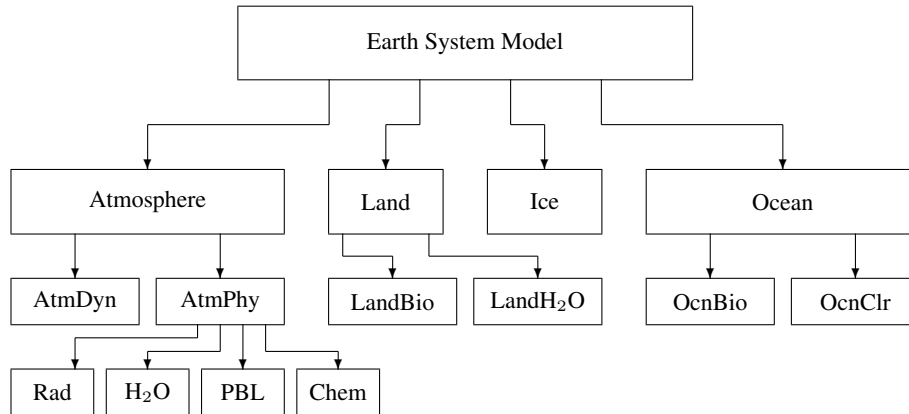 Earth System Model
Atmosphere
Land
Ice
Ocean
AtmDyn
AtmPhy
LandBio
LandH₂O
OcnBio
OcnClr
Rad
H₂O
PBL
Chem